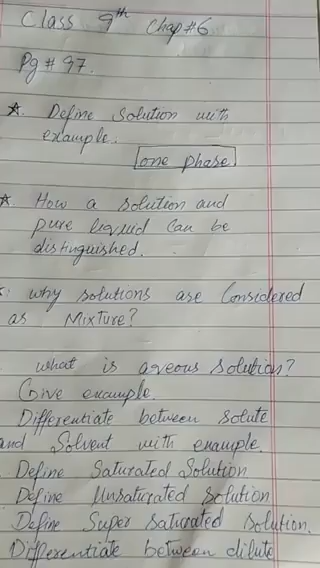 Class 9th Chap #6
Pg # 97.
* Define Solution with
example.
one phase.
* How a solution and
pure liquid can be
distinguished.
: why solutions are Considered
as Mixture?
what is aqeous solution?
Give example.
Differentiate between solute
and Solvent with example.
Define Saturated Solution
Define Unsaturated Solution
Define Super saturated solution.
Differentiate between dilute